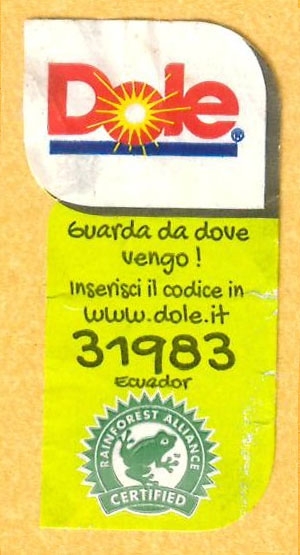 Dole®
Guarda da dove
vengo!
Inserisci il codice in
www.dole.it
31983
Ecuador
RAINFOREST ALLIANCE
CERTIFIED